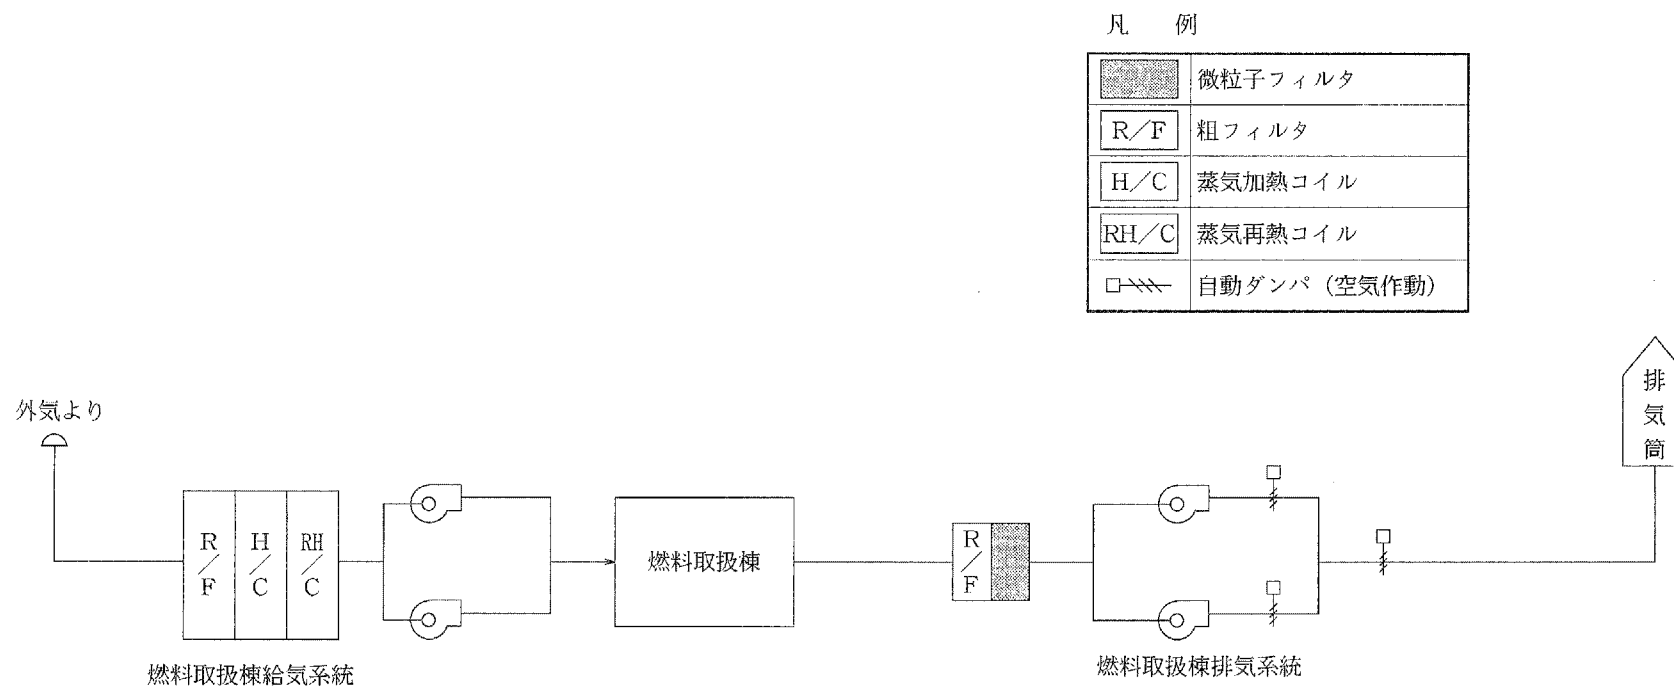 凡 例
微粒子フィルタ
R/F 粗フィルタ
H/C 蒸気加熱コイル
RH/C 蒸気再熱コイル
自動ダンパ（空気作動）
排気筒
外気より
R/F
H/C
RH/C
燃料取扱棟
R/F
燃料取扱棟給気系統
燃料取扱棟排気系統